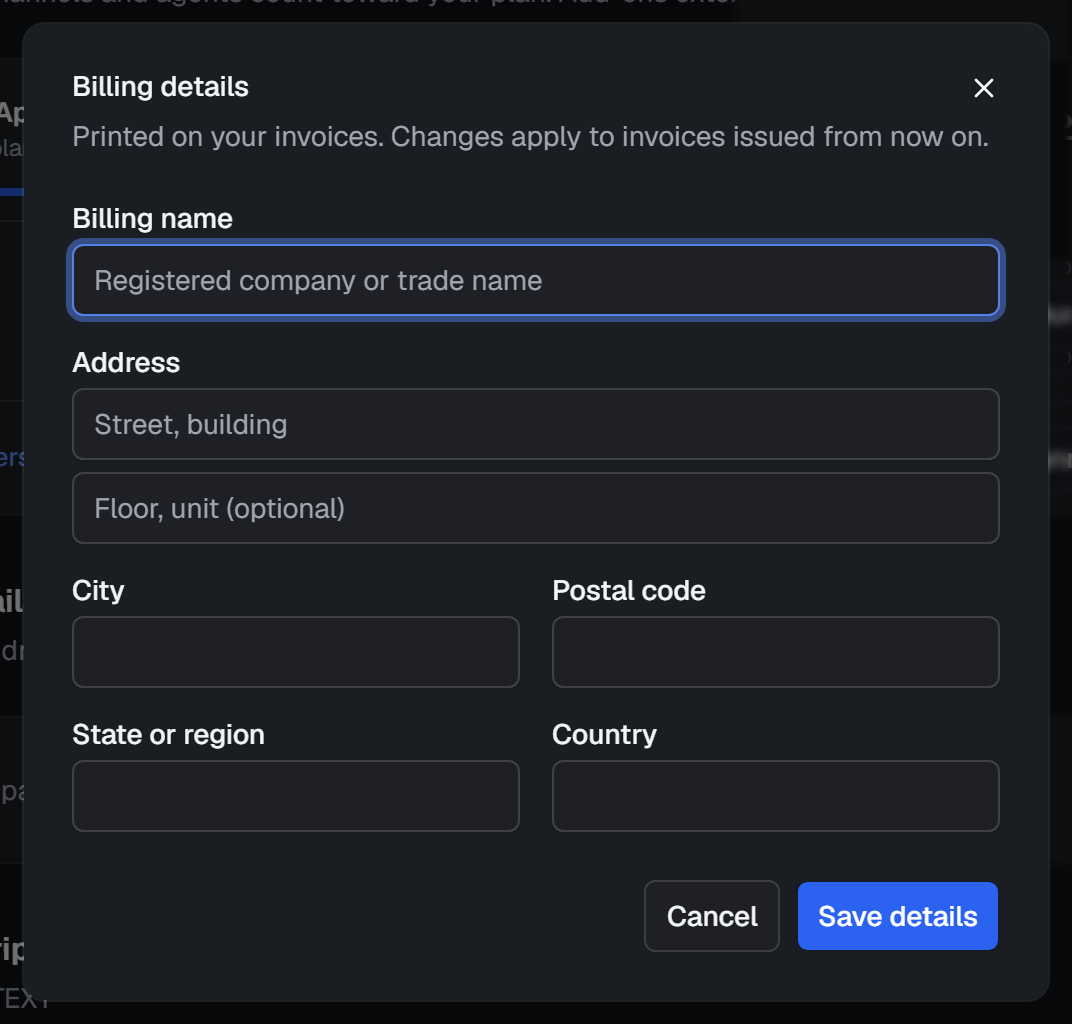 Billing details
Printed on your invoices. Changes apply to invoices issued from now on.
Billing name
Registered company or trade name
Address
Street, building
Floor, unit (optional)
City
Postal code
State or region
Country
Cancel
Save details
TEXT